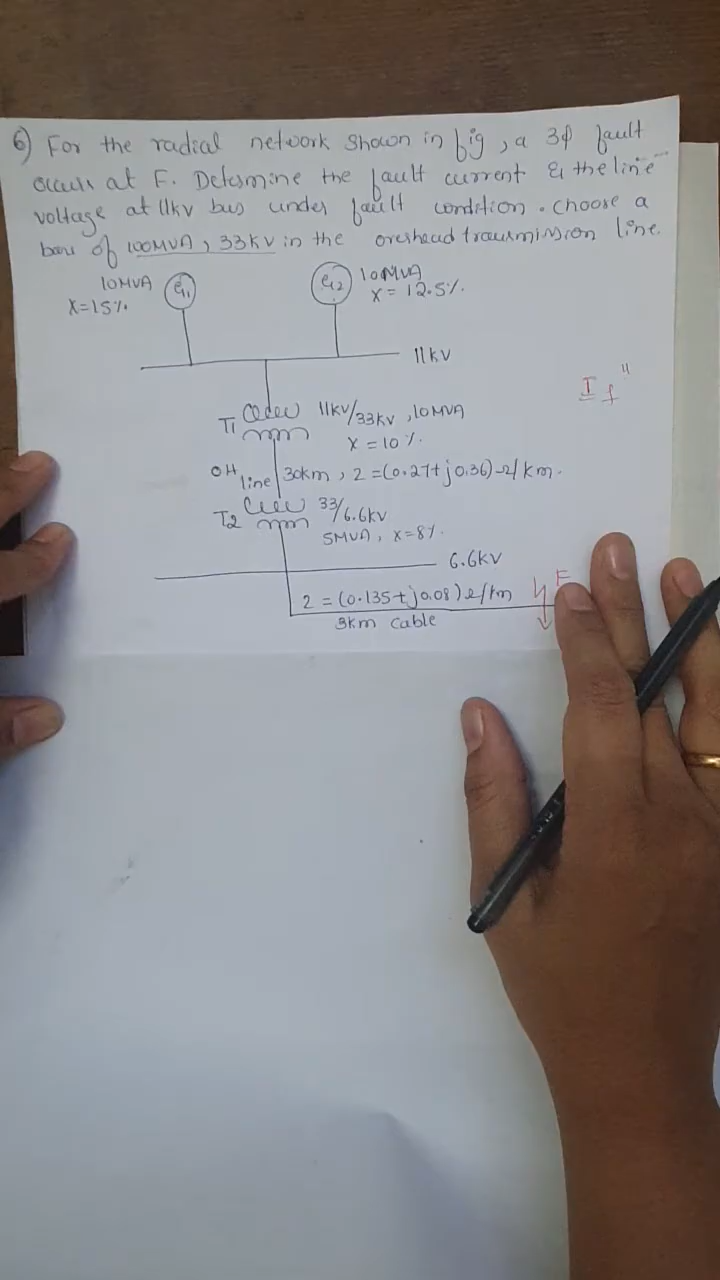 6) For the radial network shown in fig, a 3φ fault
occurs at F. Determine the fault current & the line
voltage at 11kv bus under fault condition. choose a
base of 100MVA, 33KV in the overhead transmission line.
10MVA
X=15%
G1
G2
10MVA
X= 12.5%
11KV
T1
11kV/33KV, 10MVA
X=10%
I f "
OH line
30km, Z=(0.27+j0.36)Ω/km.
T2
33/6.6kv
5MVA, X=8%
6.6KV
F
Z=(0.135+j0.08)Ω/km
3km cable